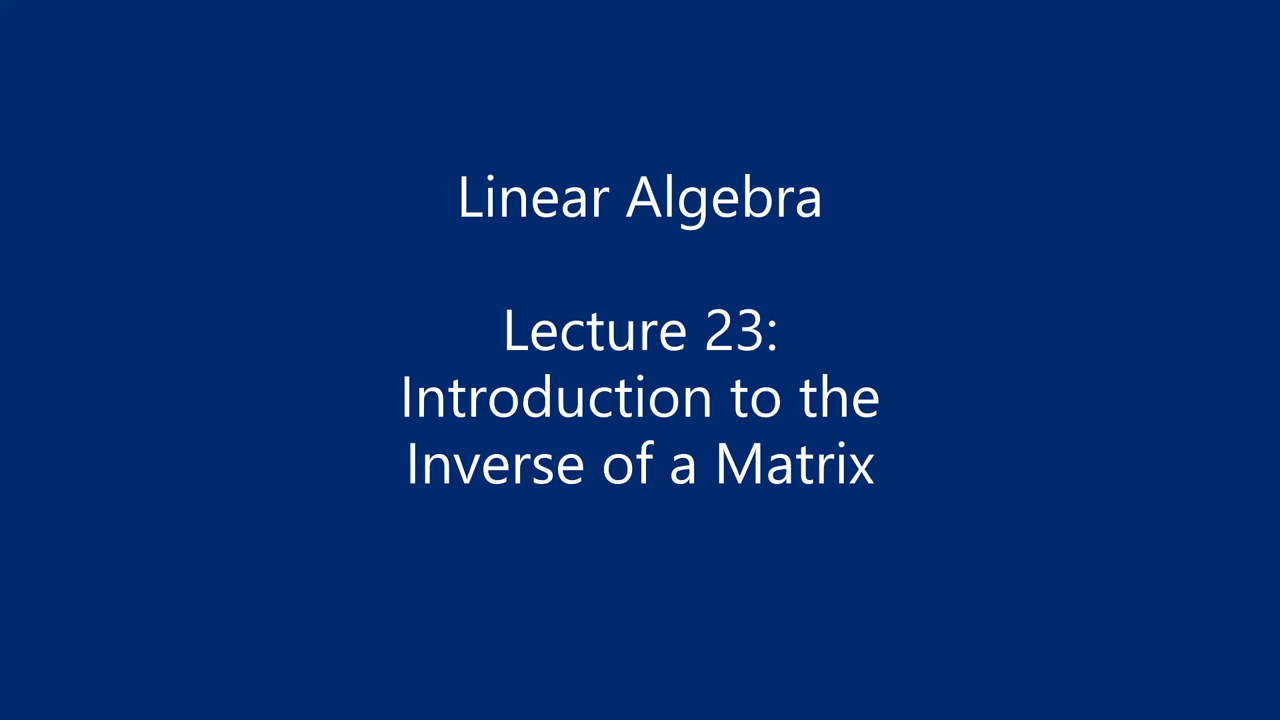 Linear Algebra
Lecture 23:
Introduction to the
Inverse of a Matrix